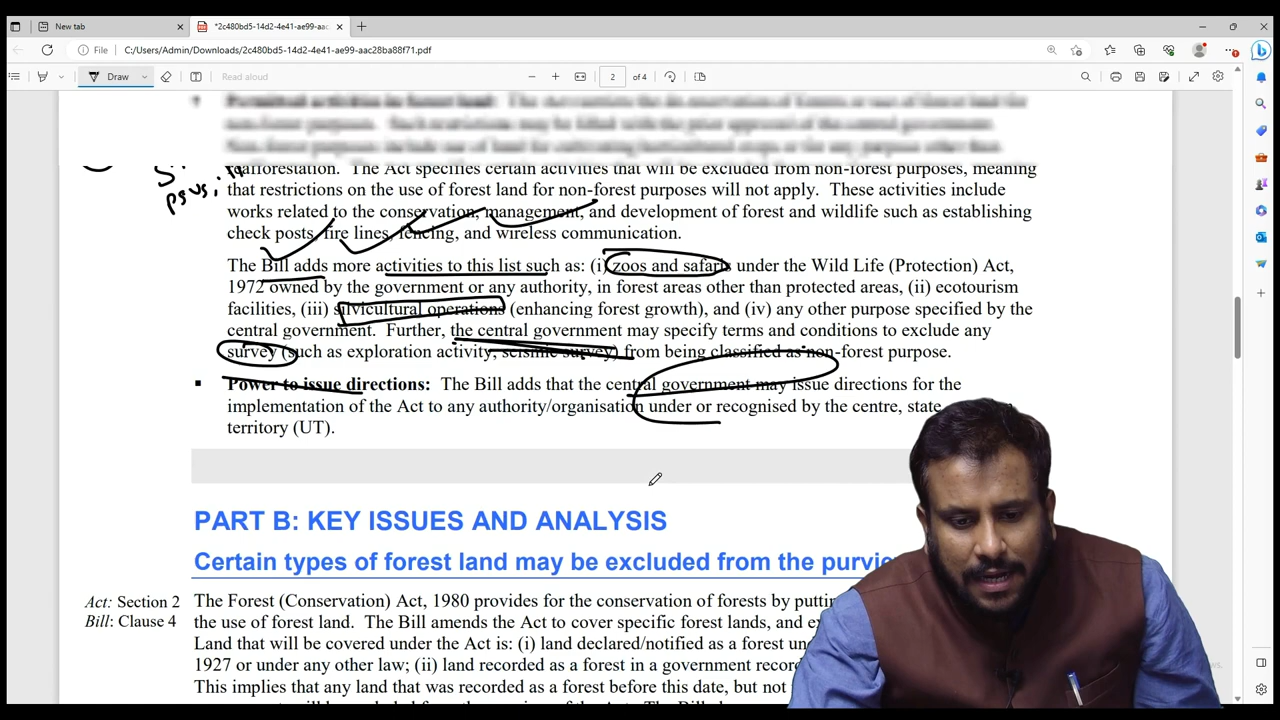 New tab
*2c480bd5-14d2-4e41-ae99-aac
File C:/Users/Admin/Downloads/2c480bd5-14d2-4e41-ae99-aac28ba88f71.pdf
Draw Read aloud 2 of 4
afforestation. The Act specifies certain activities that will be excluded from non-forest purposes, meaning
psus;
that restrictions on the use of forest land for non-forest purposes will not apply. These activities include
works related to the conservation, management, and development of forest and wildlife such as establishing
check posts, fire lines, fencing, and wireless communication.
The Bill adds more activities to this list such as: (i) zoos and safaris under the Wild Life (Protection) Act,
1972 owned by the government or any authority, in forest areas other than protected areas, (ii) ecotourism
facilities, (iii) silvicultural operations (enhancing forest growth), and (iv) any other purpose specified by the
central government. Further, the central government may specify terms and conditions to exclude any
survey (such as exploration activity, seismic survey) from being classified as non-forest purpose.
▪ Power to issue directions: The Bill adds that the central government may issue directions for the
implementation of the Act to any authority/organisation under or recognised by the centre, state,
territory (UT).
PART B: KEY ISSUES AND ANALYSIS
Certain types of forest land may be excluded from the
Act: Section 2
Bill: Clause 4
The Forest (Conservation) Act, 1980 provides for the conservation of forests by
the use of forest land. The Bill amends the Act to cover specific forest lands, and
Land that will be covered under the Act is: (i) land declared/notified as a forest
1927 or under any other law; (ii) land recorded as a forest in a government
This implies that any land that was recorded as a forest before this date, but not